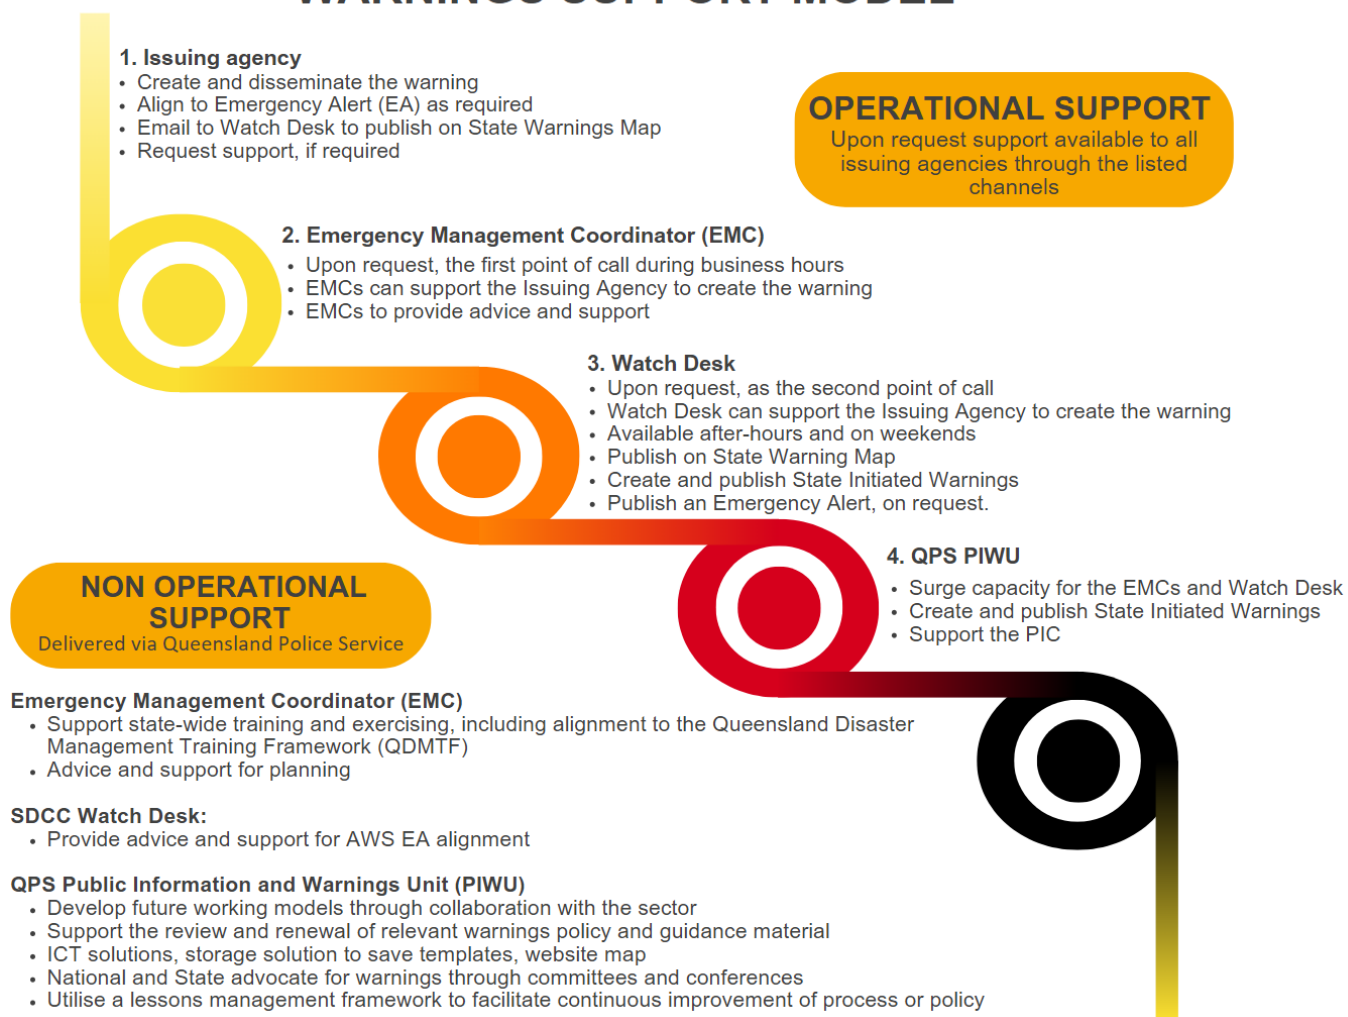 WARNINGS SUPPORT MODEL
1. Issuing agency
• Create and disseminate the warning
• Align to Emergency Alert (EA) as required
• Email to Watch Desk to publish on State Warnings Map
• Request support, if required
OPERATIONAL SUPPORT
Upon request support available to all
issuing agencies through the listed
channels
2. Emergency Management Coordinator (EMC)
• Upon request, the first point of call during business hours
• EMCs can support the Issuing Agency to create the warning
• EMCs to provide advice and support
3. Watch Desk
• Upon request, as the second point of call
• Watch Desk can support the Issuing Agency to create the warning
• Available after-hours and on weekends
• Publish on State Warning Map
• Create and publish State Initiated Warnings
• Publish an Emergency Alert, on request.
4. QPS PIWU
• Surge capacity for the EMCs and Watch Desk
• Create and publish State Initiated Warnings
• Support the PIC
NON OPERATIONAL
SUPPORT
Delivered via Queensland Police Service
Emergency Management Coordinator (EMC)
• Support state-wide training and exercising, including alignment to the Queensland Disaster
Management Training Framework (QDMTF)
• Advice and support for planning
SDCC Watch Desk:
• Provide advice and support for AWS EA alignment
QPS Public Information and Warnings Unit (PIWU)
• Develop future working models through collaboration with the sector
• Support the review and renewal of relevant warnings policy and guidance material
• ICT solutions, storage solution to save templates, website map
• National and State advocate for warnings through committees and conferences
• Utilise a lessons management framework to facilitate continuous improvement of process or policy